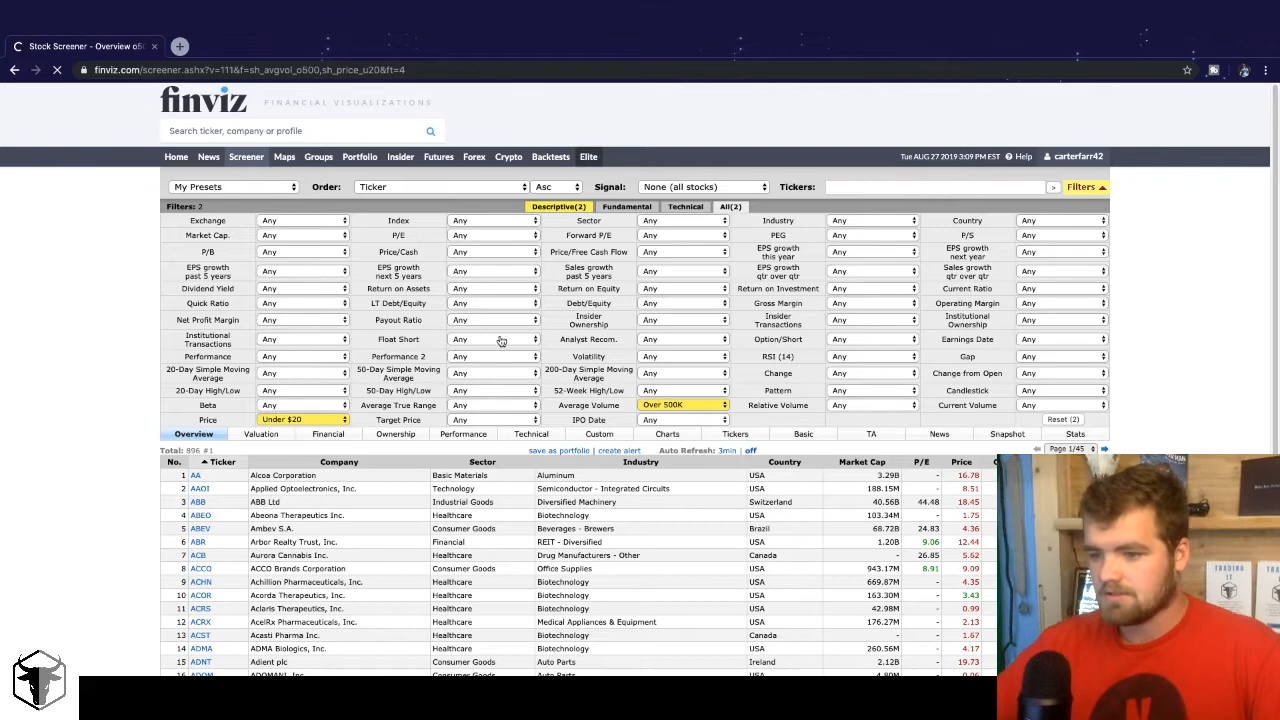 Stock Screener - Overview o50
finviz.com/screener.ashx?v=111&f=sh_avgvol_o500,sh_price_u20&ft=4
finviz FINANCIAL VISUALIZATIONS
Search ticker, company or profile
Home News Screener Maps Groups Portfolio Insider Futures Forex Crypto Backtests Elite TUE AUG 27 2019 3:09 PM EST Help carterfarr42
My Presets Order: Ticker Asc Signal: None (all stocks) Tickers: > Filters
Filters: 2 Descriptive(2) Fundamental Technical All(2)
Exchange Any Index Any Sector Any Industry Any Country Any
Market Cap. Any P/E Any Forward P/E Any PEG Any P/S Any
P/B Any Price/Cash Any Price/Free Cash Flow Any EPS growth this year Any EPS growth next year Any
EPS growth past 5 years Any EPS growth next 5 years Any Sales growth past 5 years Any EPS growth qtr over qtr Any Sales growth qtr over qtr Any
Dividend Yield Any Return on Assets Any Return on Equity Any Return on Investment Any Current Ratio Any
Quick Ratio Any LT Debt/Equity Any Debt/Equity Any Gross Margin Any Operating Margin Any
Net Profit Margin Any Payout Ratio Any Insider Ownership Any Insider Transactions Any Institutional Ownership Any
Institutional Transactions Any Float Short Any Analyst Recom. Any Option/Short Any Earnings Date Any
Performance Any Performance 2 Any Volatility Any RSI (14) Any Gap Any
20-Day Simple Moving Average Any 50-Day Simple Moving Average Any 200-Day Simple Moving Average Any Change Any Change from Open Any
20-Day High/Low Any 50-Day High/Low Any 52-Week High/Low Any Pattern Any Candlestick Any
Beta Any Average True Range Any Average Volume Over 500K Relative Volume Any Current Volume Any
Price Under $20 Target Price Any IPO Date Any Reset (2)
Overview Valuation Financial Ownership Performance Technical Custom Charts Tickers Basic TA News Snapshot Stats
Total: 896 #1 save as portfolio | create alert Auto Refresh: 3min | off Page 1/45
No. Ticker Company Sector Industry Country Market Cap P/E Price
1 AA Alcoa Corporation Basic Materials Aluminum USA 3.29B - 16.78
2 AAOI Applied Optoelectronics, Inc. Technology Semiconductor - Integrated Circuits USA 188.15M - 8.51
3 ABB ABB Ltd Industrial Goods Diversified Machinery Switzerland 40.56B 44.48 18.45
4 ABEO Abeona Therapeutics Inc. Healthcare Biotechnology USA 103.34M - 1.75
5 ABEV Ambev S.A. Consumer Goods Beverages - Brewers Brazil 68.72B 24.83 4.36
6 ABR Arbor Realty Trust, Inc. Financial REIT - Diversified USA 1.20B 9.06 12.44
7 ACB Aurora Cannabis Inc. Healthcare Drug Manufacturers - Other Canada - 26.85 5.62
8 ACCO ACCO Brands Corporation Consumer Goods Office Supplies USA 943.17M 8.91 9.09
9 ACHN Achillion Pharmaceuticals, Inc. Healthcare Biotechnology USA 669.87M - 4.35
10 ACOR Acorda Therapeutics, Inc. Healthcare Biotechnology USA 163.30M - 3.43
11 ACRS Aclaris Therapeutics, Inc. Healthcare Biotechnology USA 42.98M - 0.99
12 ACRX AcelRx Pharmaceuticals, Inc. Healthcare Medical Appliances & Equipment USA 176.27M - 2.13
13 ACST Acasti Pharma Inc. Healthcare Biotechnology Canada - - 1.67
14 ADMA ADMA Biologics, Inc. Healthcare Biotechnology USA 260.56M - 4.17
15 ADNT Adient plc Consumer Goods Auto Parts Ireland 2.12B - 19.73
TRADING
IT